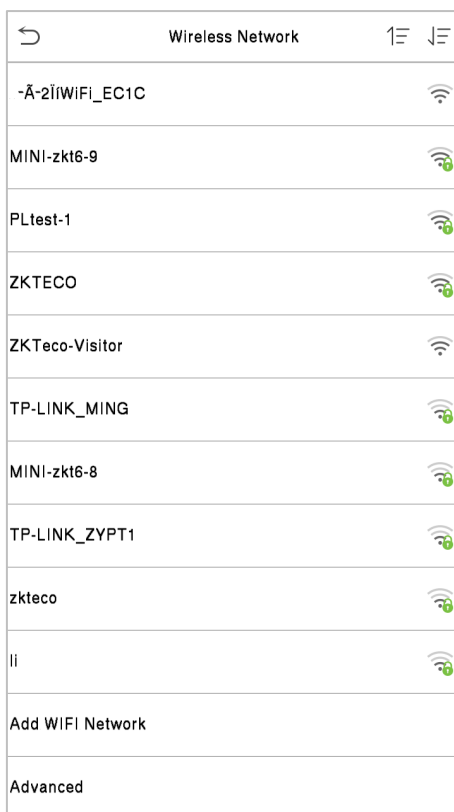 Wireless Network
-Ã-2ÏíWiFi_EC1C
MINI-zkt6-9
PLtest-1
ZKTECO
ZKTeco-Visitor
TP-LINK_MING
MINI-zkt6-8
TP-LINK_ZYPT1
zkteco
li
Add WIFI Network
Advanced